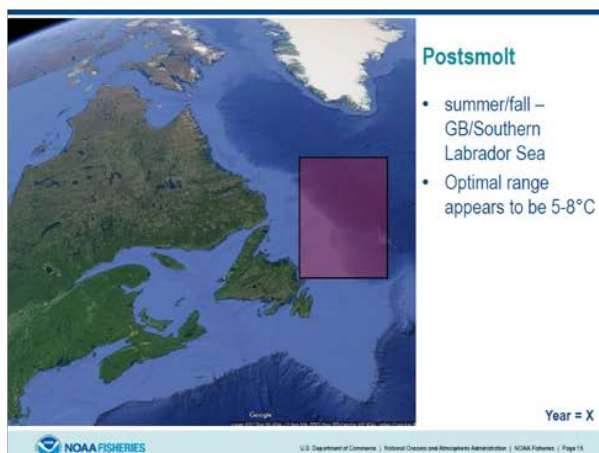 Postsmolt
• summer/fall –
GB/Southern
Labrador Sea
• Optimal range
appears to be 5-8°C
Google
Year = X
NOAA FISHERIES
U.S. Department of Commerce | National Oceanic and Atmospheric Administration | NOAA Fisheries | Page 15